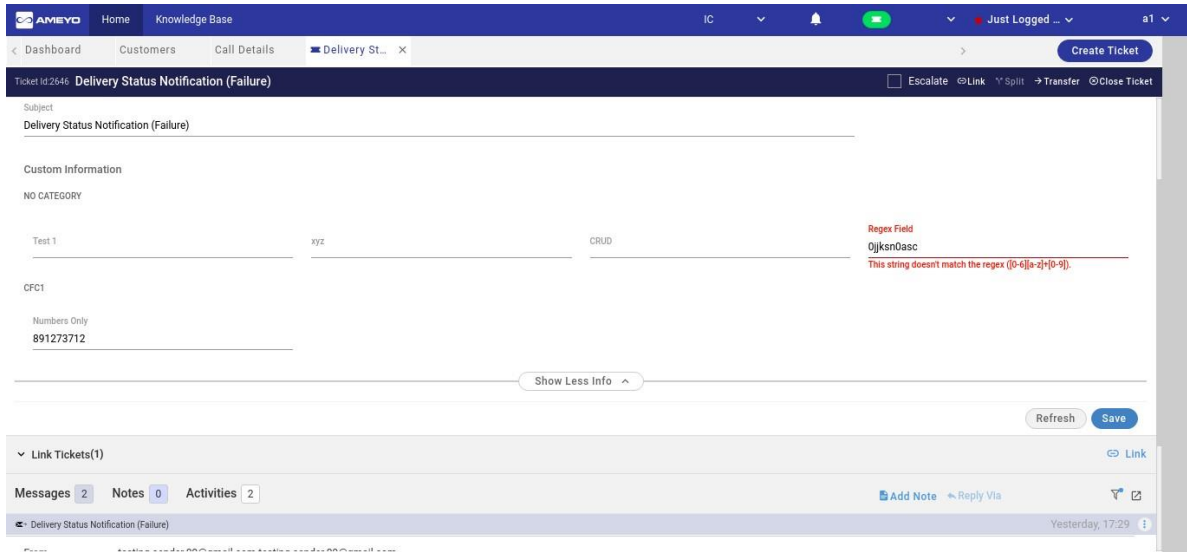 AMEYO Home Knowledge Base IC Just Logged ... a1
Dashboard Customers Call Details Delivery St... × Create Ticket
Ticket Id:2646 Delivery Status Notification (Failure) Escalate Link Split Transfer Close Ticket
Subject
Delivery Status Notification (Failure)
Custom Information
NO CATEGORY
Regex Field
Test 1 xyz CRUD 0jjksn0asc
This string doesn't match the regex ([0-6][a-z]+[0-9]).
CFC1
Numbers Only
891273712
Show Less Info
Refresh Save
Link Tickets(1) Link
Messages 2 Notes 0 Activities 2 Add Note Reply Via
Delivery Status Notification (Failure) Yesterday, 17:29